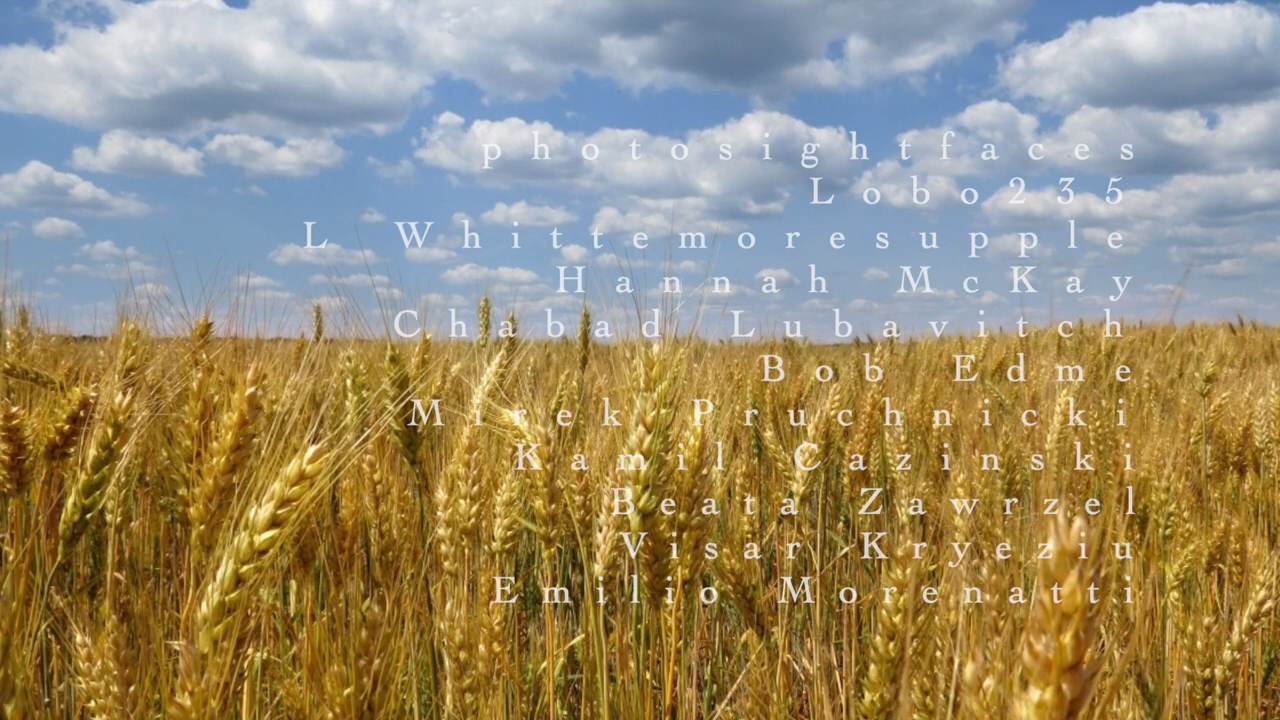 photosightfaces
Lobo235
L Whittemoresupple
Hannah McKay
Chabad Lubavitch
Bob Edme
Mirek Pruchnicki
Kamil Cazinski
Beata Zawrzel
Visar Kryeziu
Emilio Morenatti